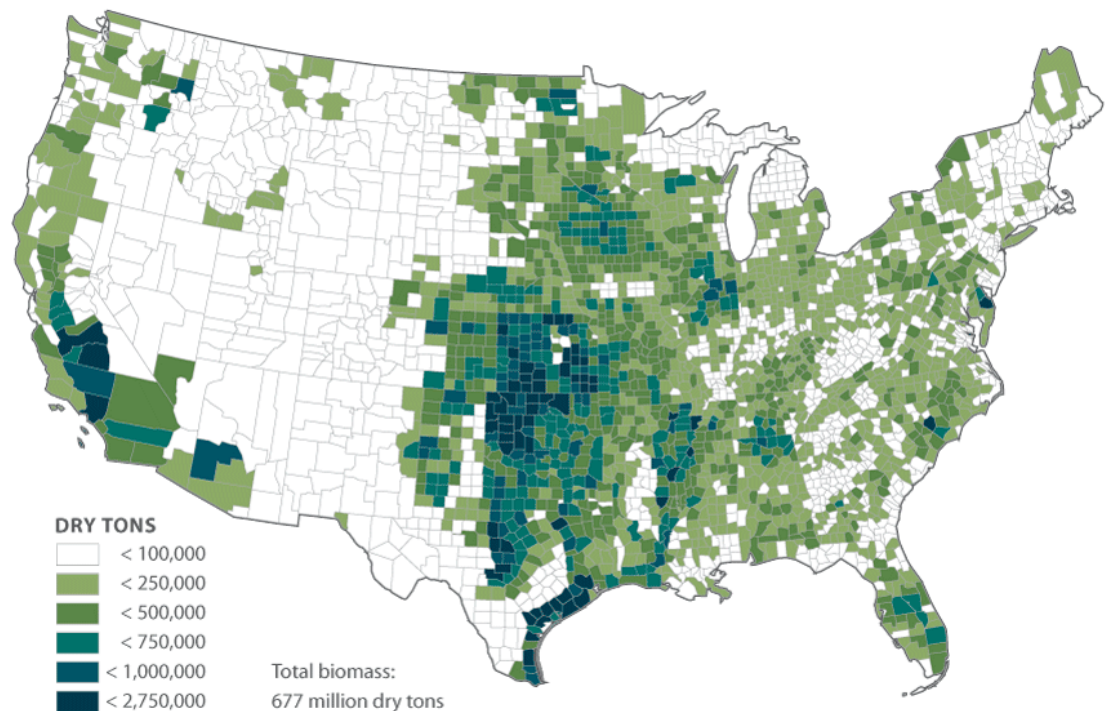 DRY TONS
< 100,000
< 250,000
< 500,000
< 750,000
< 1,000,000
< 2,750,000
Total biomass:
677 million dry tons